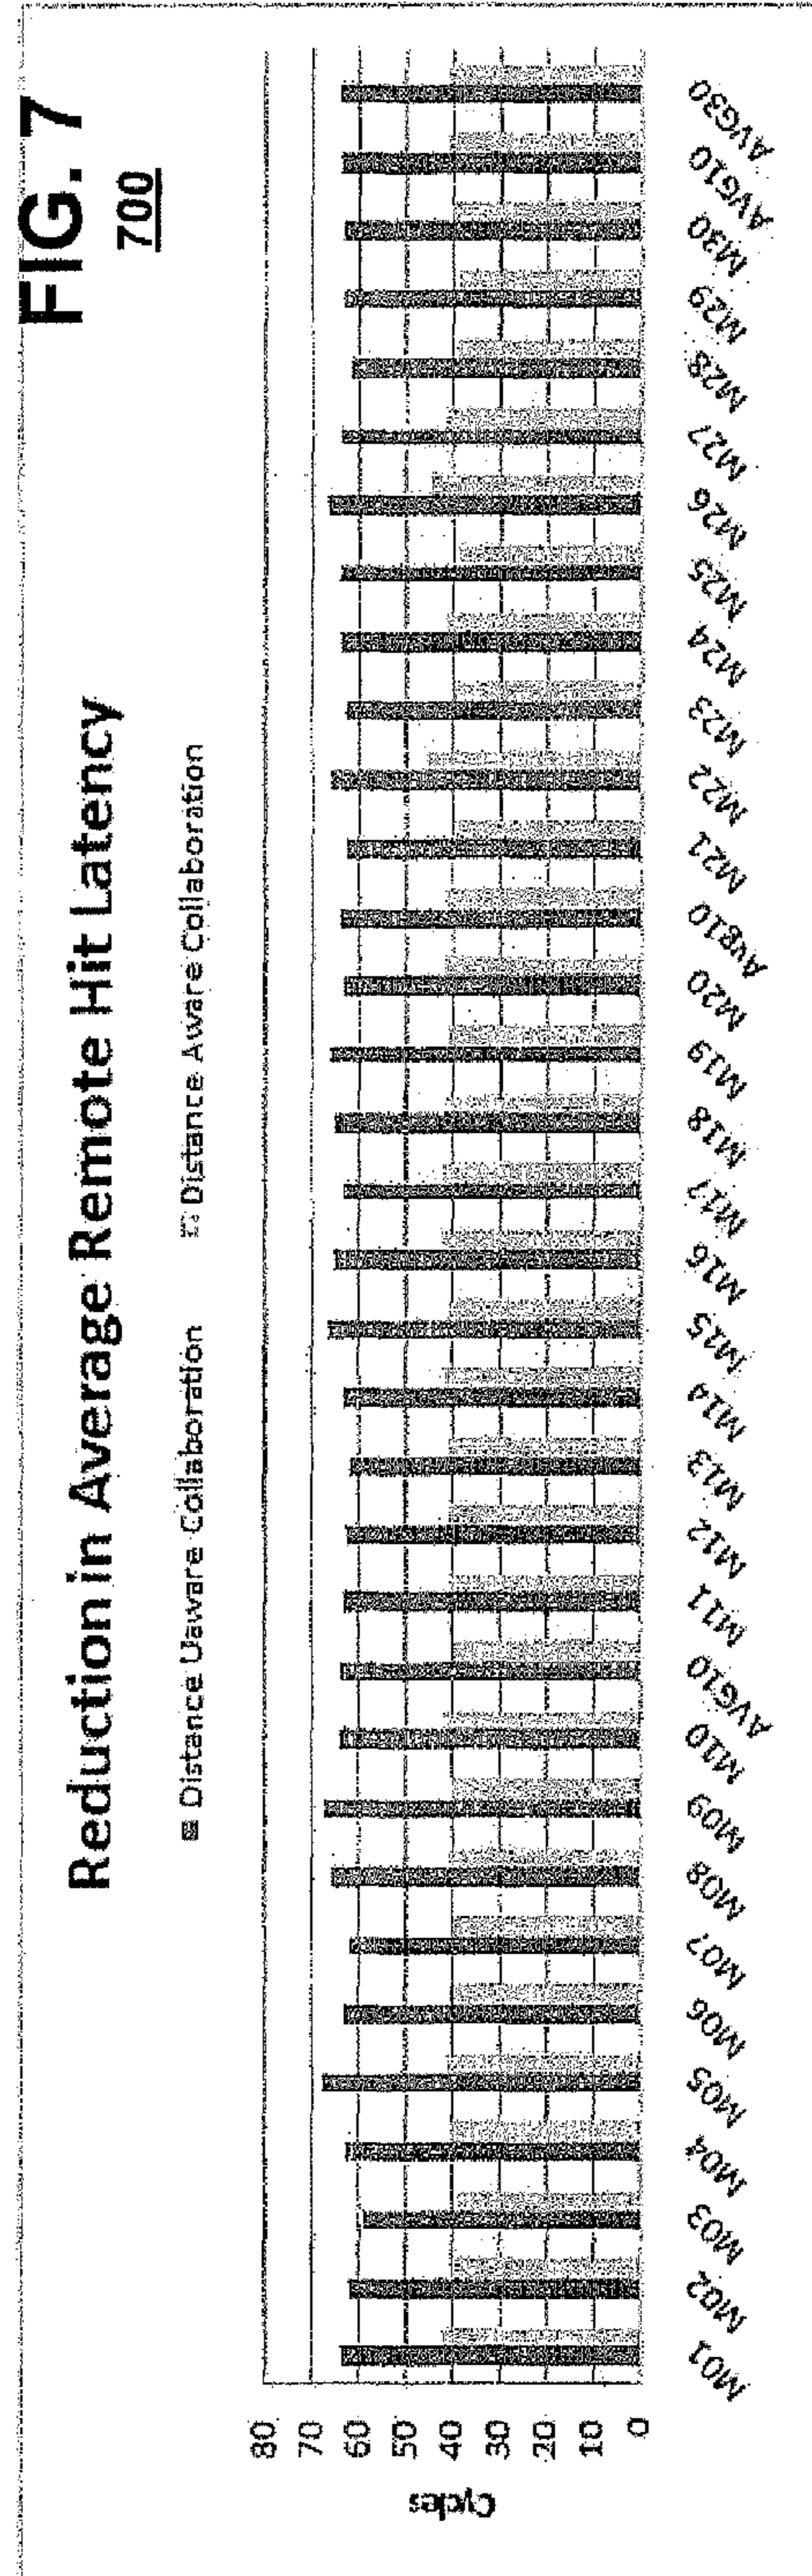 FIG. 7
700
Reduction in Average Remote Hit Latency
Distance Uaware Collaboration
Distance Aware Collaboration
Cycles
80
70
60
50
40
30
20
10
0
M01
M02
M03
M04
M05
M06
M07
M08
M09
M10
AVG10
M11
M12
M13
M14
M15
M16
M17
M18
M19
M20
Avg10
M21
M22
M23
M24
M25
M26
M27
M28
M29
M30
AVG10
AVG30